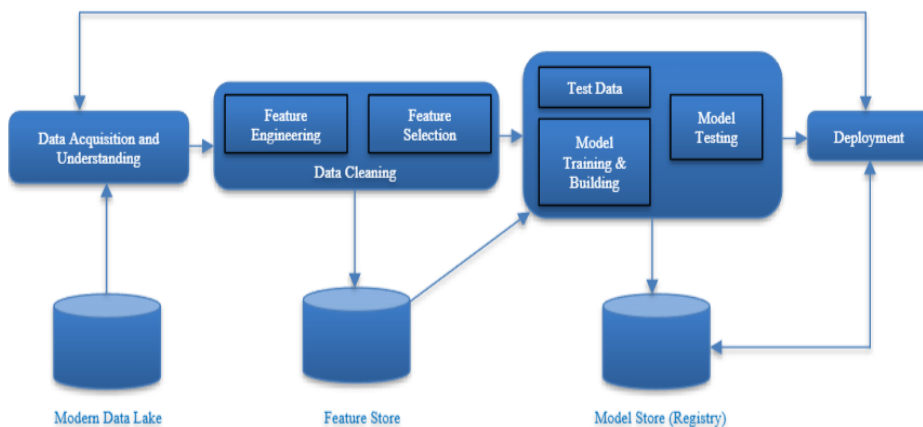 Data Acquisition and
Understanding
Feature
Engineering
Feature
Selection
Data Cleaning
Test Data
Model
Training &
Building
Model
Testing
Deployment
Modern Data Lake
Feature Store
Model Store (Registry)